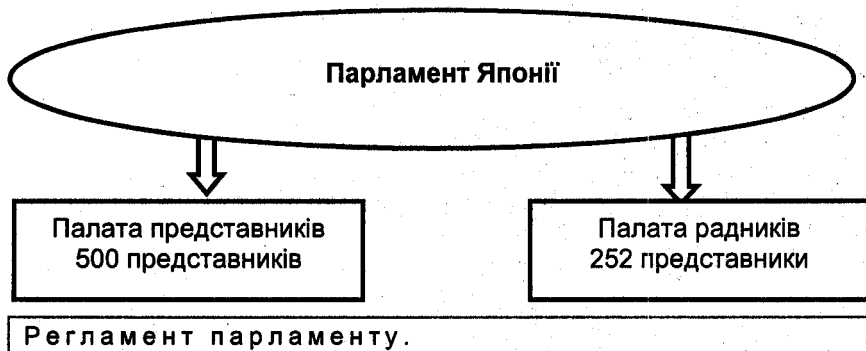 Парламент Японії
Палата представників
500 представників
Палата радників
252 представники
Регламент парламенту.